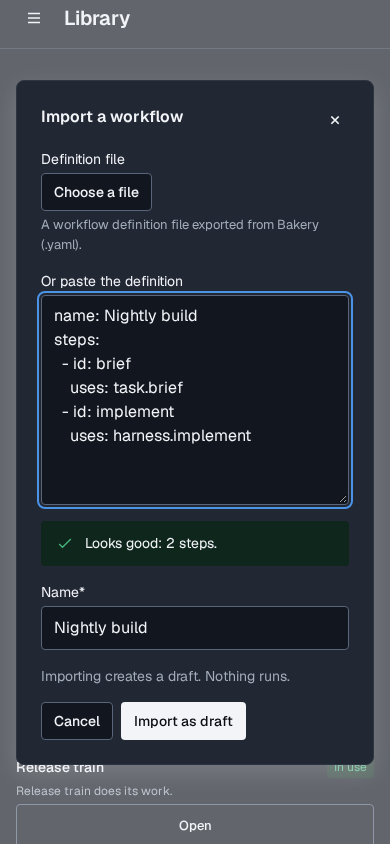 Library
Import a workflow
Definition file
Choose a file
A workflow definition file exported from Bakery
(.yaml).
Or paste the definition
name: Nightly build
steps:
  - id: brief
    uses: task.brief
  - id: implement
    uses: harness.implement
Looks good: 2 steps.
Name*
Nightly build
Importing creates a draft. Nothing runs.
Cancel
Import as draft
Release train
In use
Release train does its work.
Open